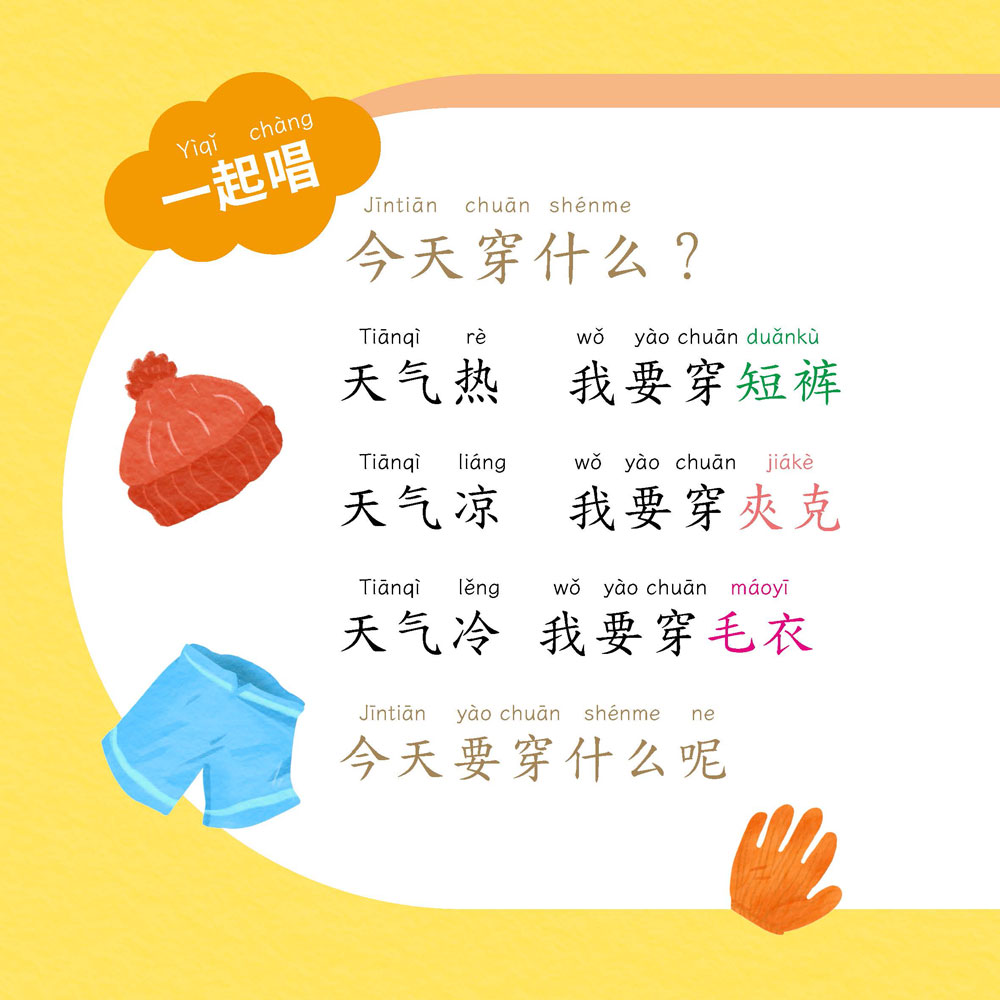 Yìqǐ chàng
一起唱
Jīntiān chuān shénme
今天穿什么？
Tiānqì rè wǒ yào chuān duǎnkù
天气热 我要穿短裤
Tiānqì liáng wǒ yào chuān jiákè
天气凉 我要穿夾克
Tiānqì lěng wǒ yào chuān máoyī
天气冷 我要穿毛衣
Jīntiān yào chuān shénme ne
今天要穿什么呢